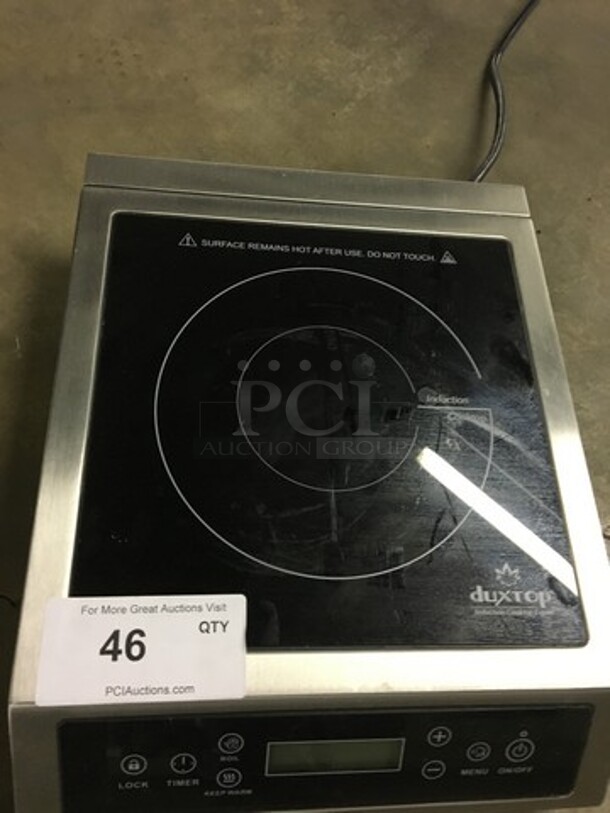 SURFACE REMAINS HOT AFTER USE. DO NOT TOUCH.
Induction
PCI
AUCTION GROUP
duxtop
For More Great Auctions Visit
46 QTY
PCIAuctions.com
LOCK
TIMER
BOIL
KEEP WARM
MENU
ON/OFF